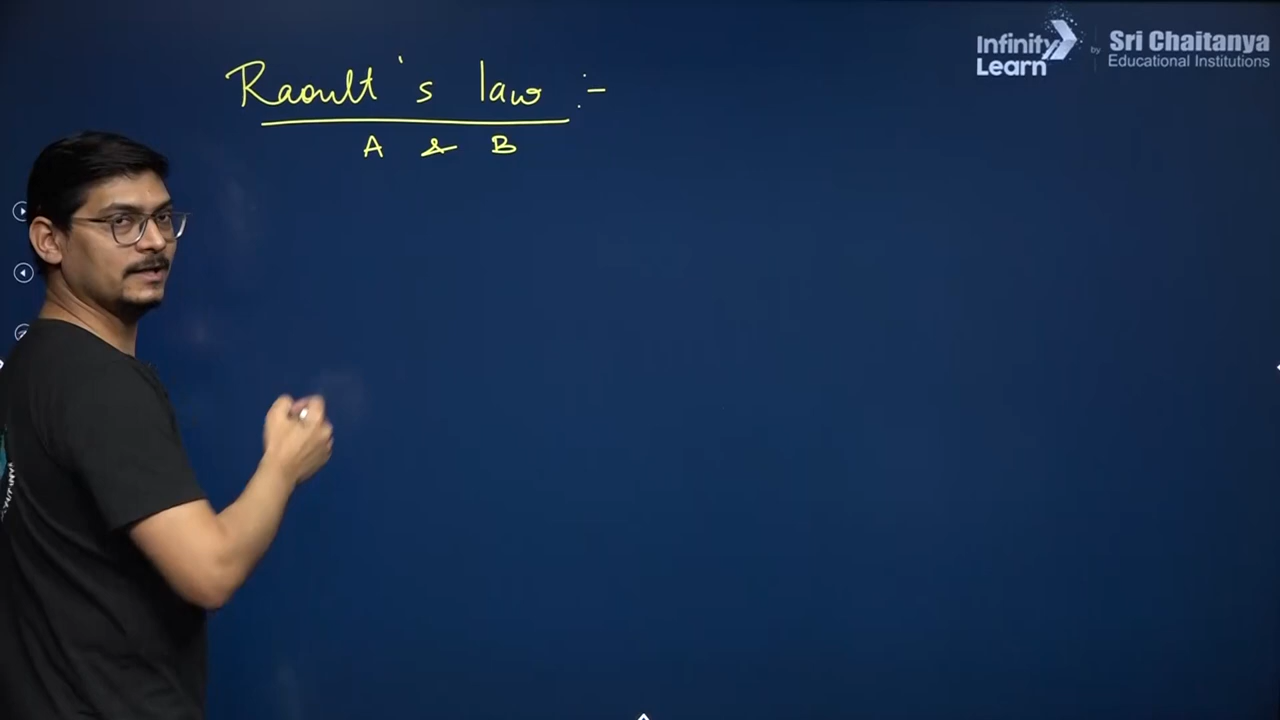 Raoult's law :-
A & B
Infinity Learn by Sri Chaitanya Educational Institutions